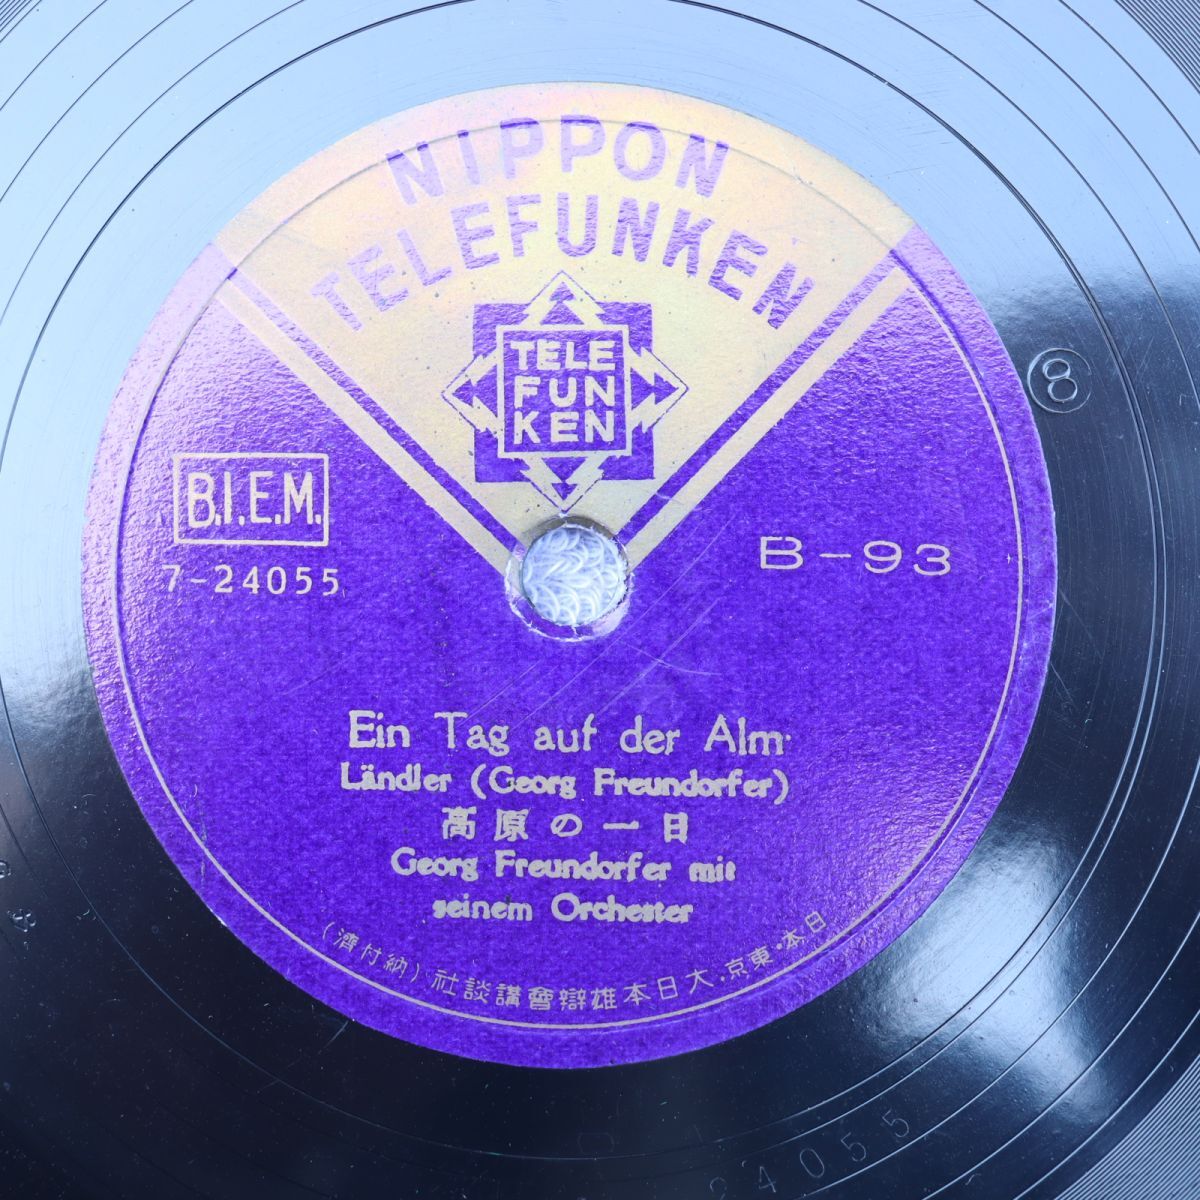 NIPPON
TELEFUNKEN
TELE
FUN
KEN
B.I.E.M.
7-24055
B-93
8
Ein Tag auf der Alm
Ländler (Georg Freundorfer)
高原の一日
Georg Freundorfer mit
seinem Orchester
日本・東京．大日本雄辯會講談社（納付濟）
24055